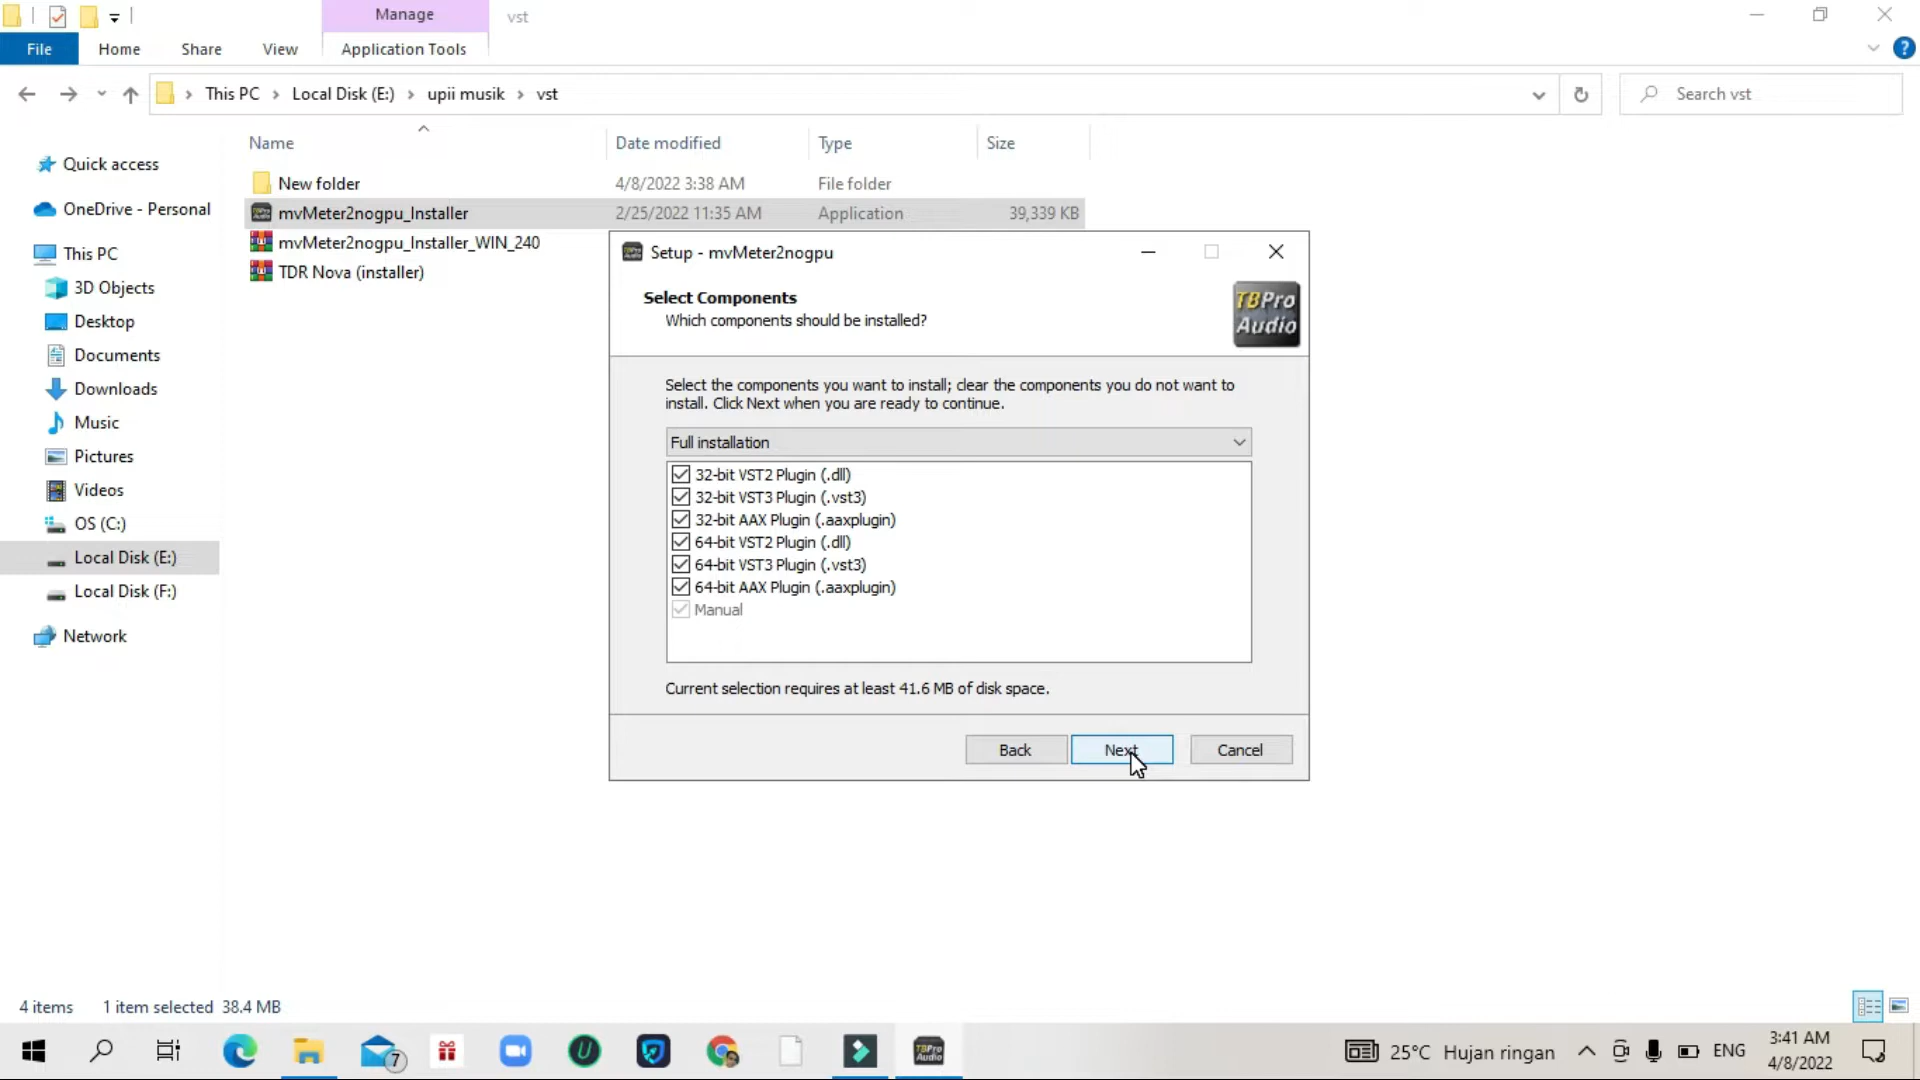 Manage
vst
File
Home
Share
View
Application Tools
This PC
Local Disk (E:)
upii musik
vst
Search vst
Name
Date modified
Type
Size
Quick access
OneDrive - Personal
This PC
3D Objects
Desktop
Documents
Downloads
Music
Pictures
Videos
OS (C:)
Local Disk (E:)
Local Disk (F:)
Network
New folder 4/8/2022 3:38 AM File folder
mvMeter2nogpu_Installer 2/25/2022 11:35 AM Application 39,339 KB
mvMeter2nogpu_Installer_WIN_240
TDR Nova (installer)
Setup - mvMeter2nogpu
Select Components
Which components should be installed?
TBPro
Audio
Select the components you want to install; clear the components you do not want to
install. Click Next when you are ready to continue.
Full installation
32-bit VST2 Plugin (.dll)
32-bit VST3 Plugin (.vst3)
32-bit AAX Plugin (.aaxplugin)
64-bit VST2 Plugin (.dll)
64-bit VST3 Plugin (.vst3)
64-bit AAX Plugin (.aaxplugin)
Manual
Current selection requires at least 41.6 MB of disk space.
Back
Next
Cancel
4 items
1 item selected 38.4 MB
7
TBPro
Audio
25°C Hujan ringan
ENG
3:41 AM
4/8/2022